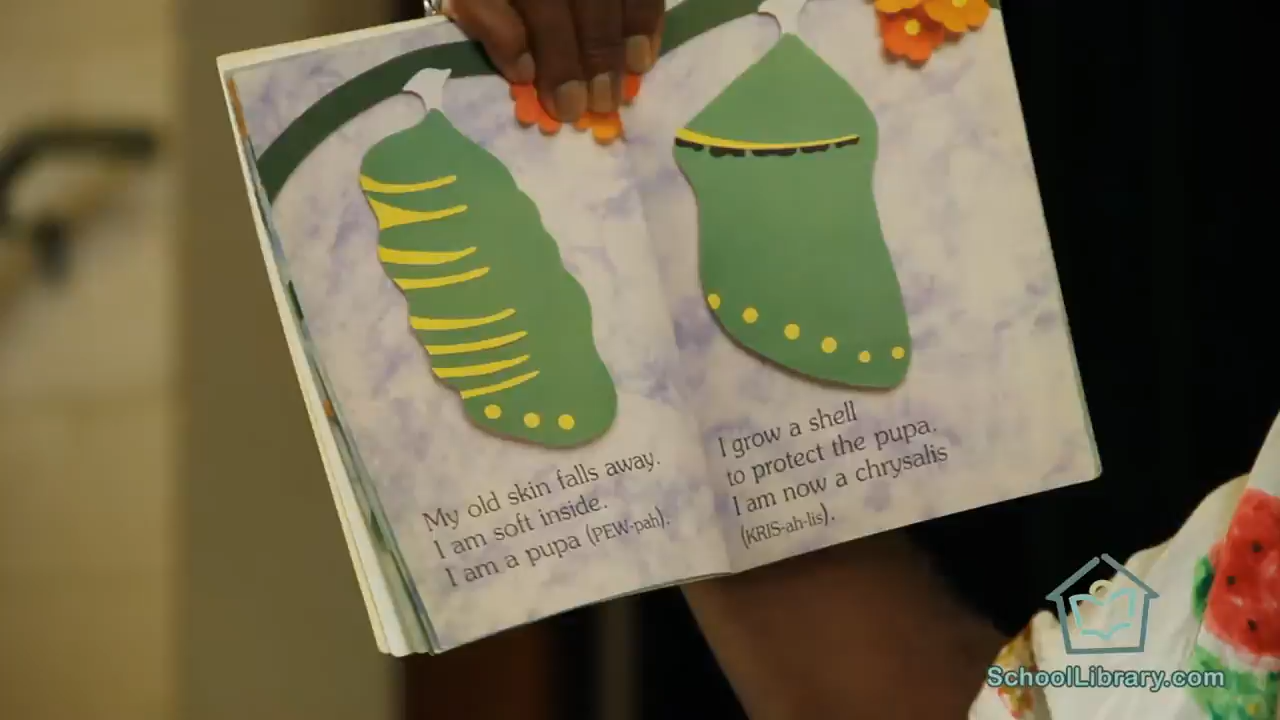 My old skin falls away.
I am soft inside.
I am a pupa (PEW-pah).
I grow a shell
to protect the pupa.
I am now a chrysalis
(KRIS-ah-lis).
SchoolLibrary.com